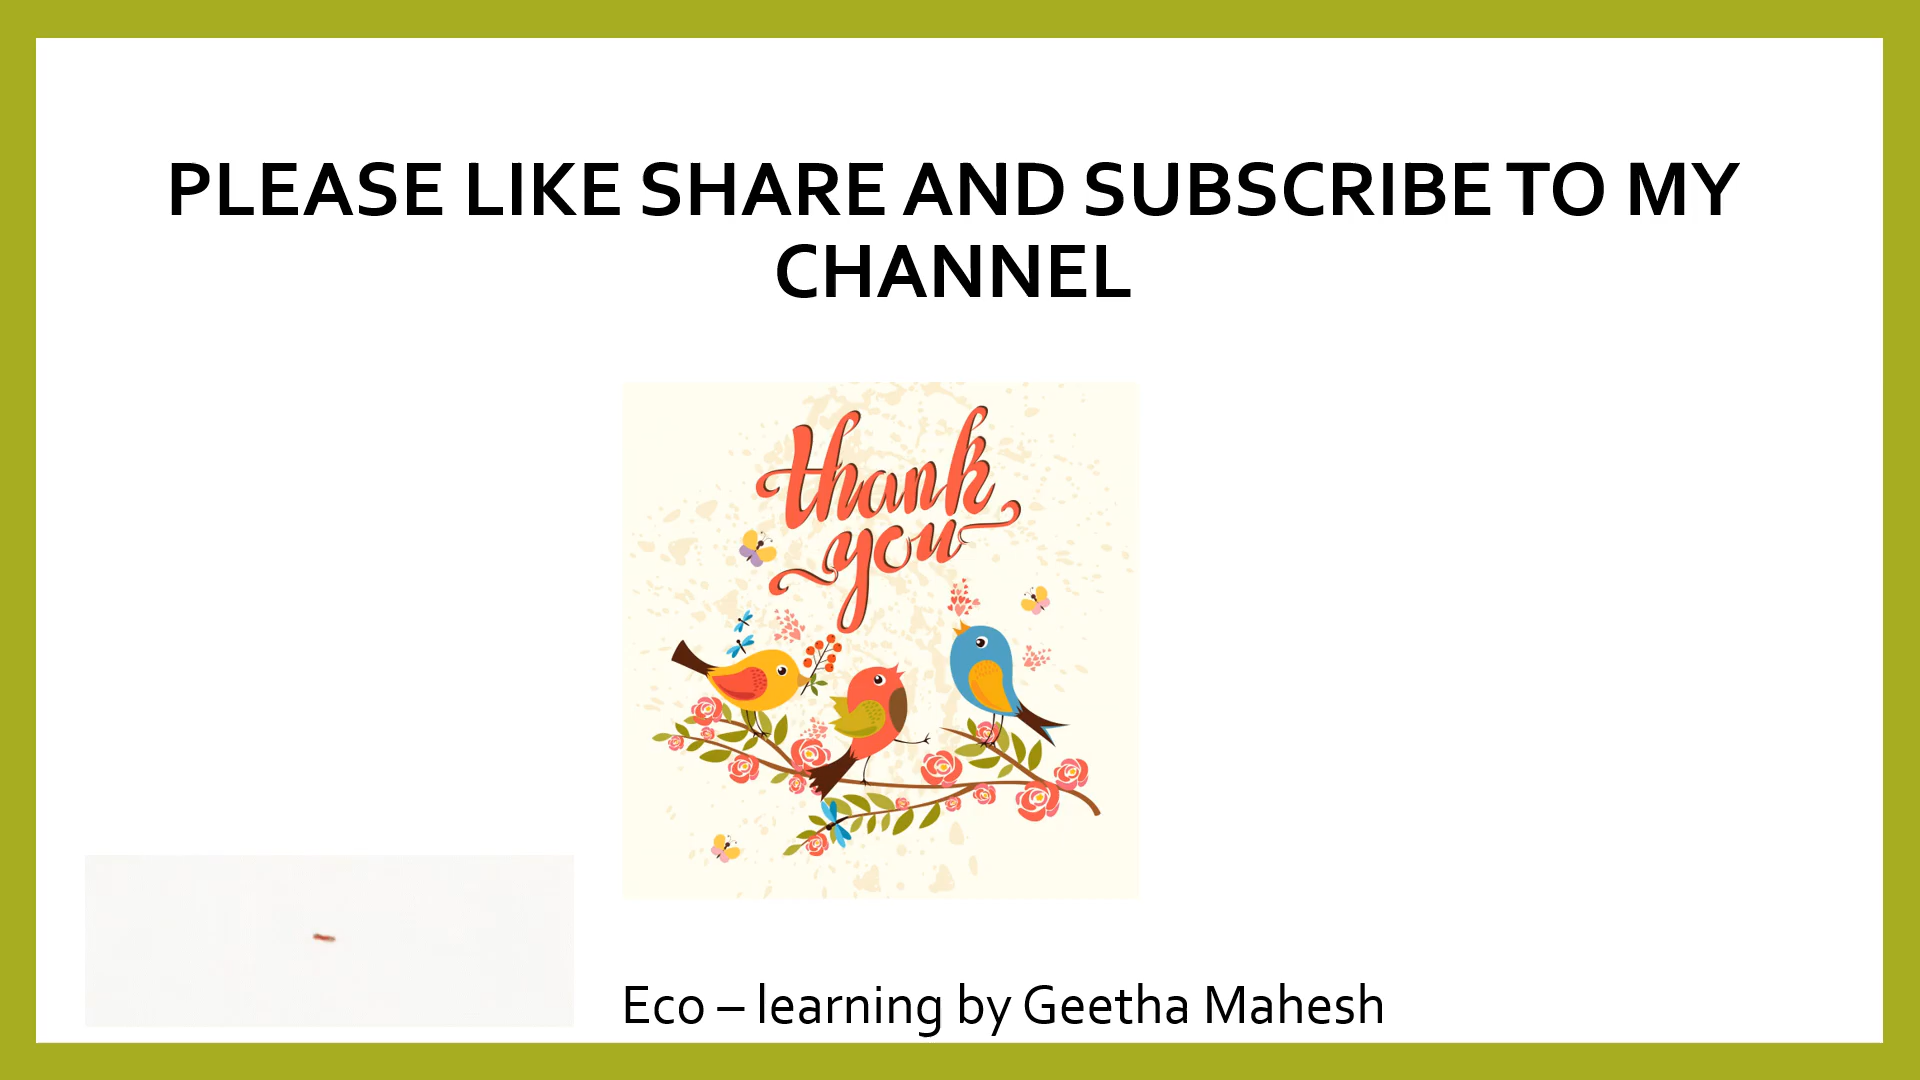 PLEASE LIKE SHARE AND SUBSCRIBE TO MY
CHANNEL
thank
you
Eco – learning by Geetha Mahesh